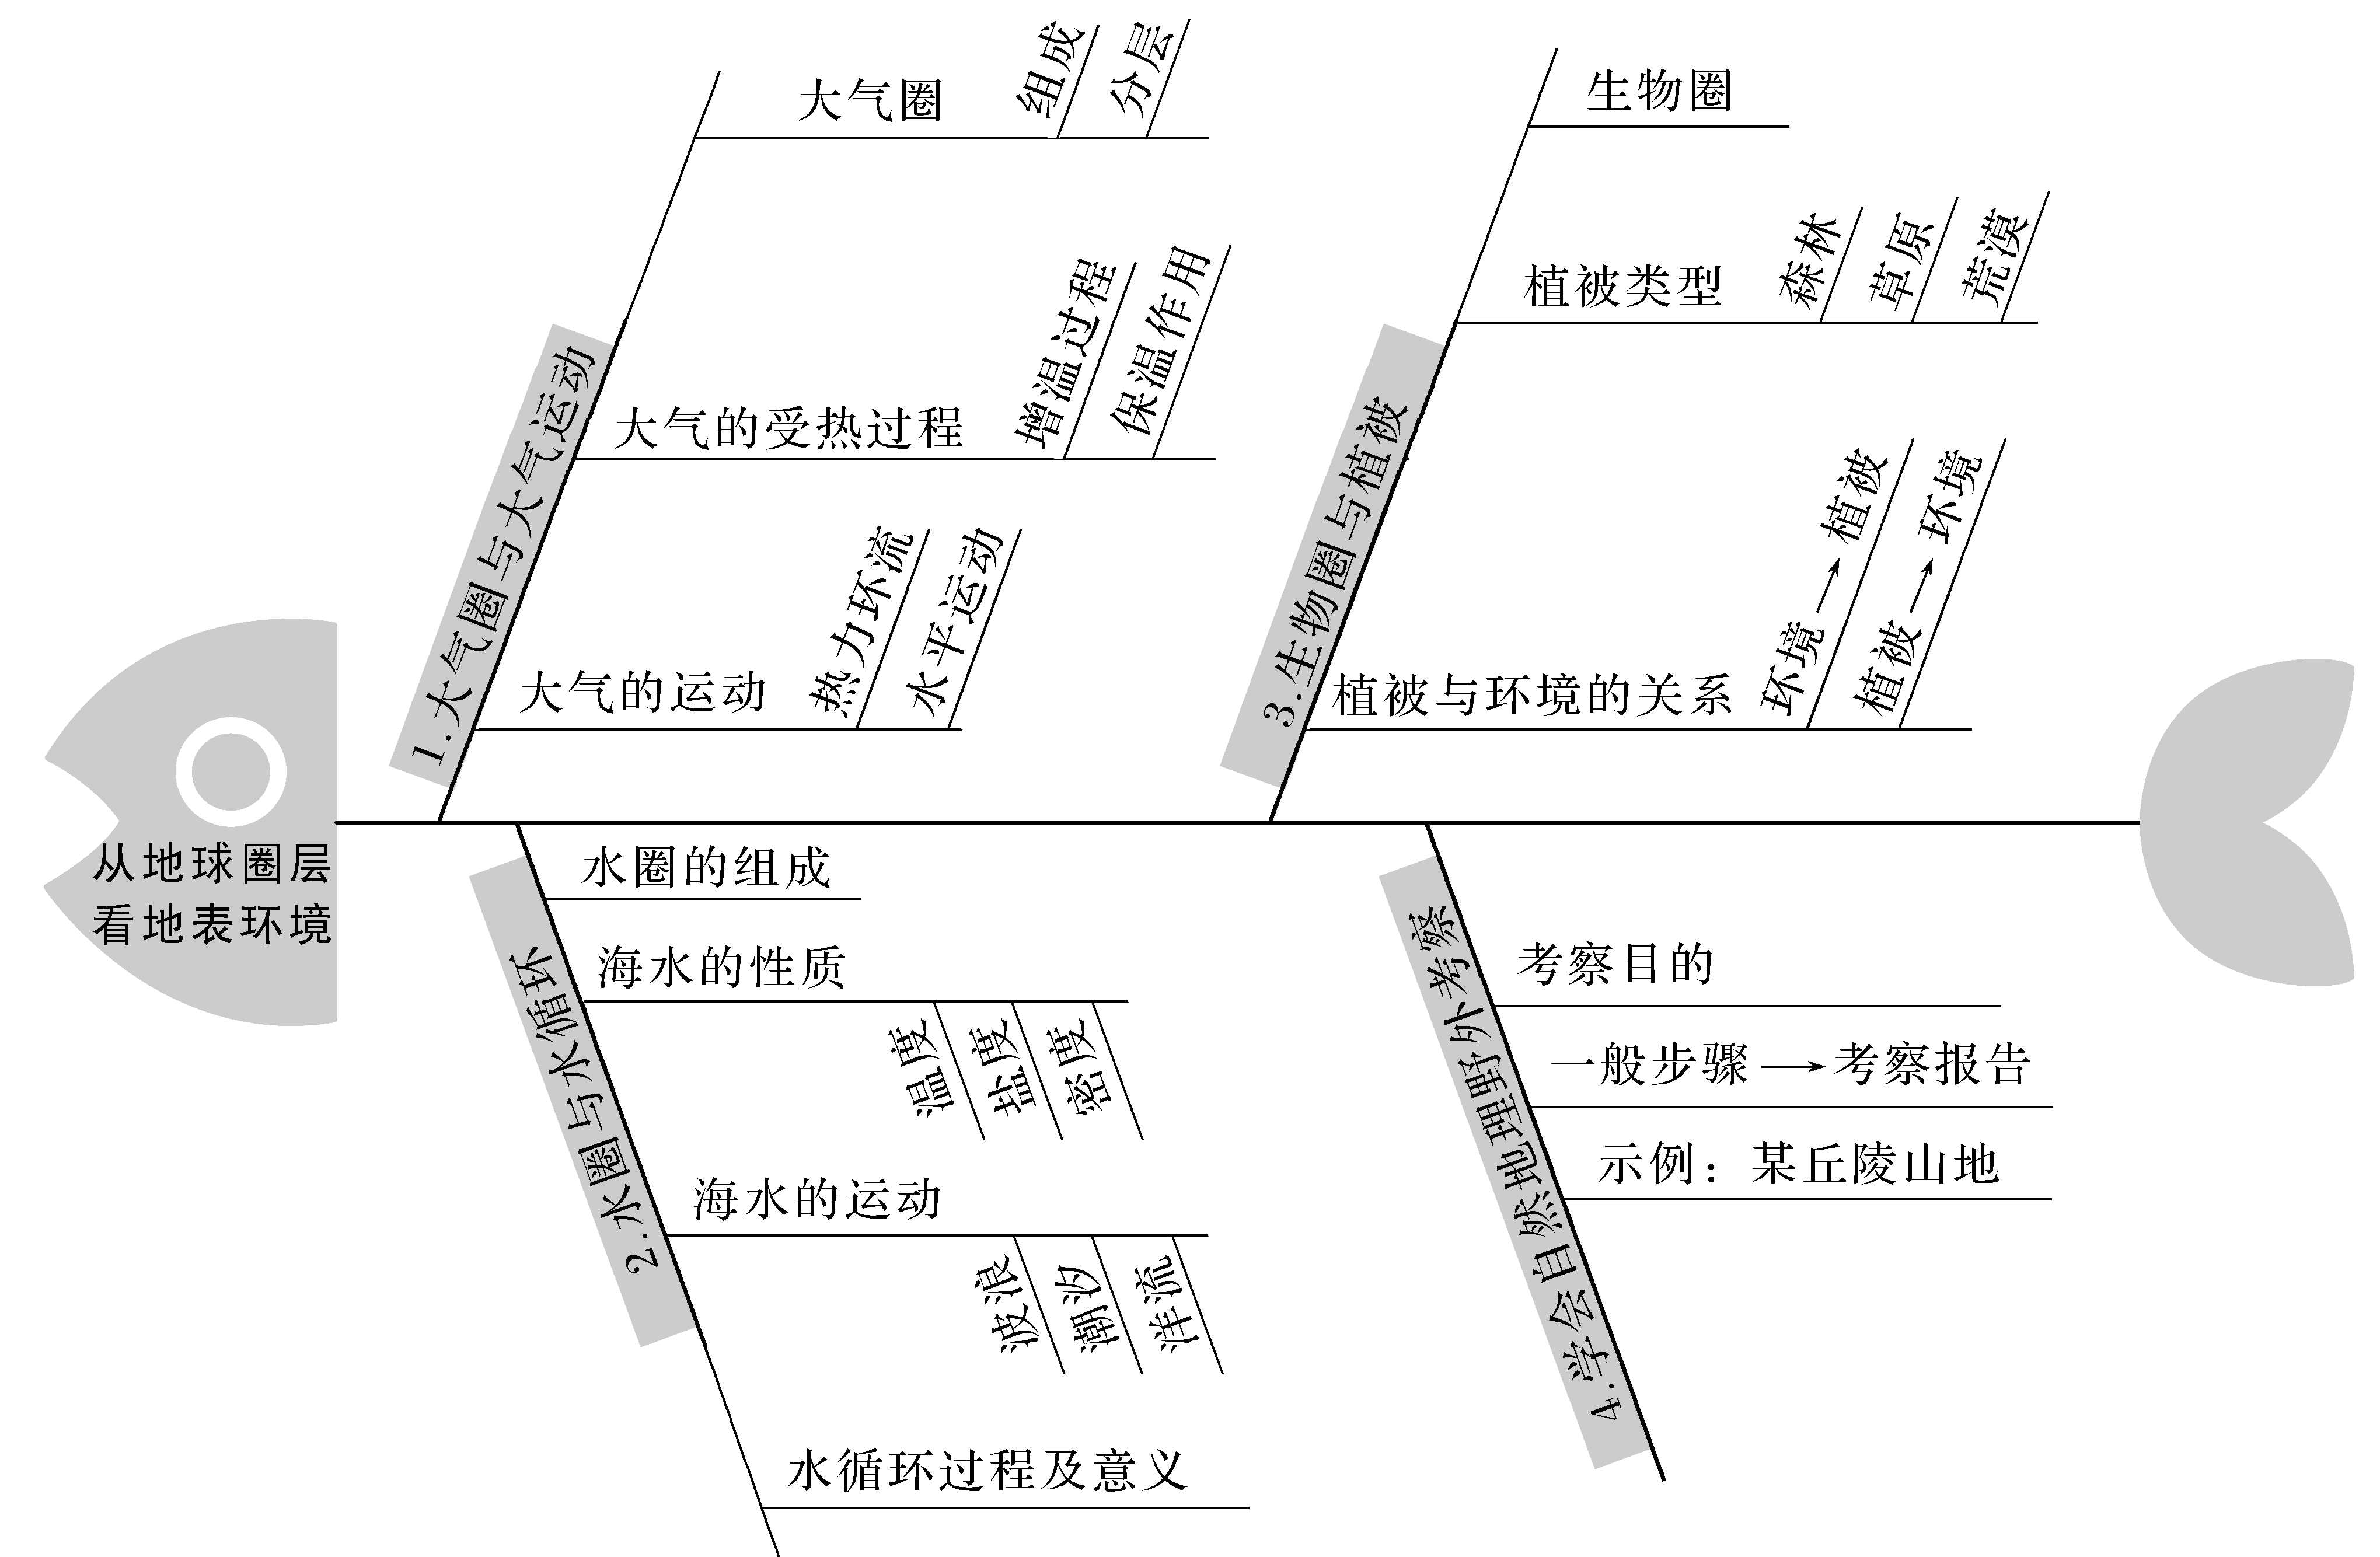 从地球圈层
看地表环境
1.大气圈与大气运动
大气圈
组成
分层
大气的受热过程
增温过程
保温作用
大气的运动
热力环流
水平运动
2.水圈与水循环
水圈的组成
海水的性质
温度
盐度
密度
海水的运动
波浪
潮汐
洋流
水循环过程及意义
3.生物圈与植被
生物圈
植被类型
森林
草原
荒漠
植被与环境的关系
环境→植被
植被→环境
4.学会自然地理野外考察
考察目的
一般步骤→考察报告
示例：某丘陵山地